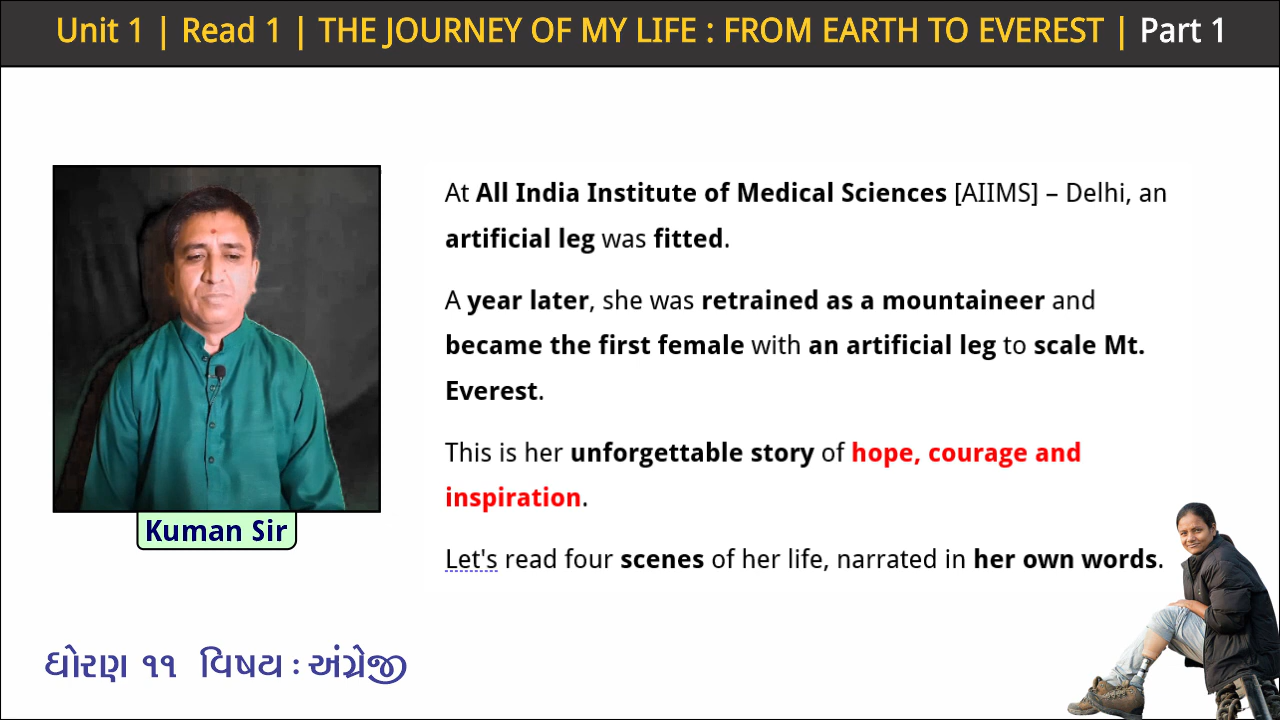 Unit 1 | Read 1 | THE JOURNEY OF MY LIFE : FROM EARTH TO EVEREST | Part 1
At All India Institute of Medical Sciences [AIIMS] – Delhi, an
artificial leg was fitted.
A year later, she was retrained as a mountaineer and
became the first female with an artificial leg to scale Mt.
Everest.
This is her unforgettable story of hope, courage and
inspiration.
Let's read four scenes of her life, narrated in her own words.
Kuman Sir
ધોરણ ૧૧ વિષય : અંગ્રેજી